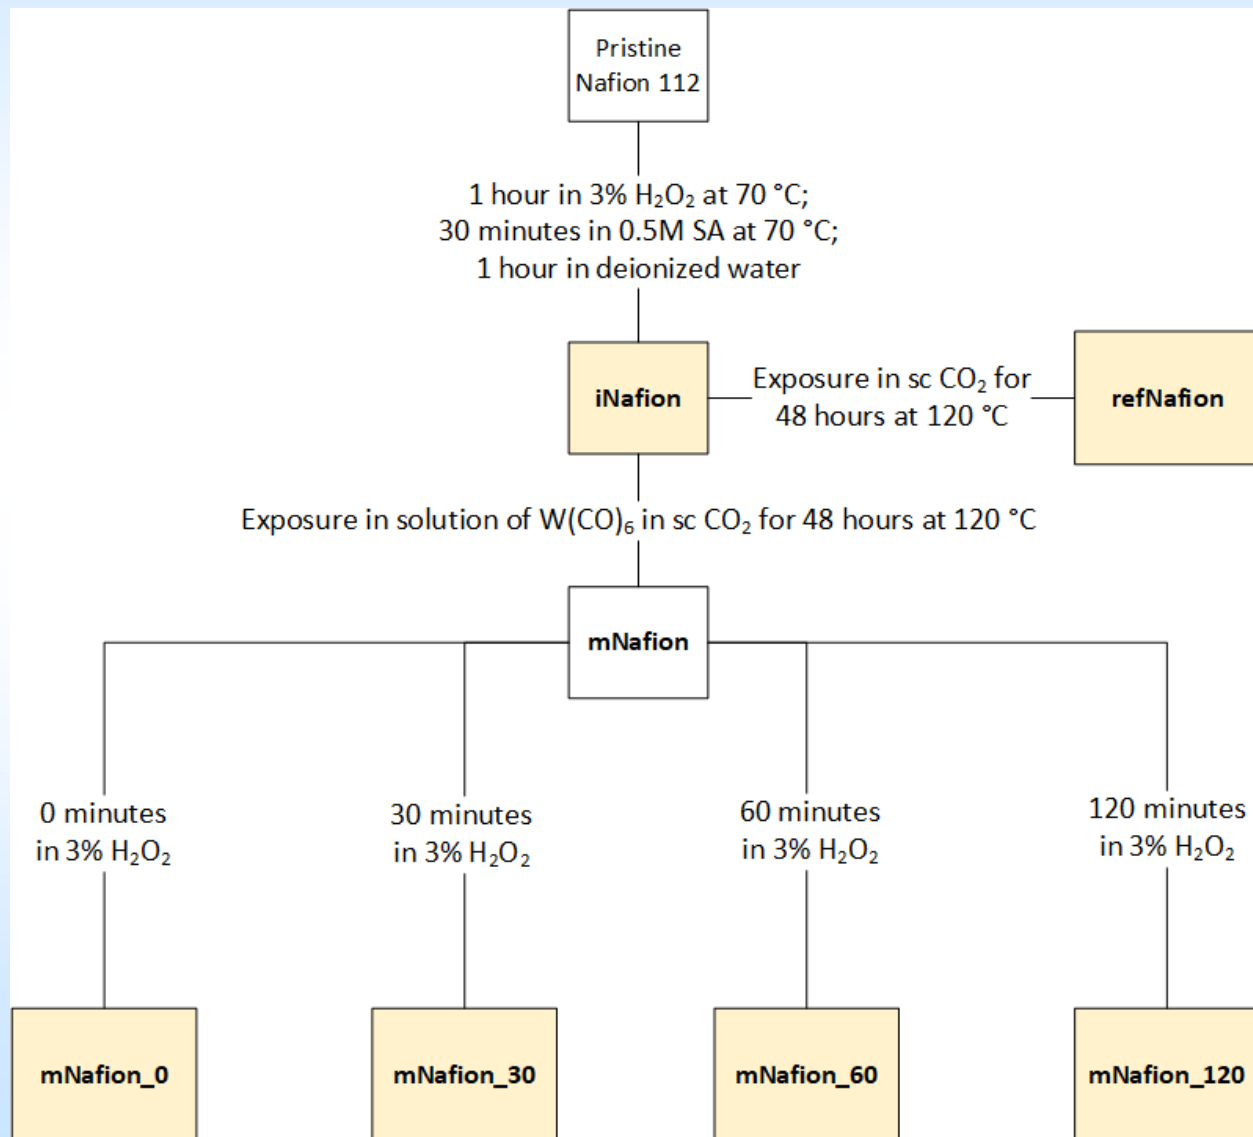 Pristine
Nafion 112
1 hour in 3% H₂O₂ at 70 °C;
30 minutes in 0.5M SA at 70 °C;
1 hour in deionized water
iNafion
Exposure in sc CO₂ for
48 hours at 120 °C
refNafion
Exposure in solution of W(CO)₆ in sc CO₂ for 48 hours at 120 °C
mNafion
0 minutes
in 3% H₂O₂
30 minutes
in 3% H₂O₂
60 minutes
in 3% H₂O₂
120 minutes
in 3% H₂O₂
mNafion_0
mNafion_30
mNafion_60
mNafion_120